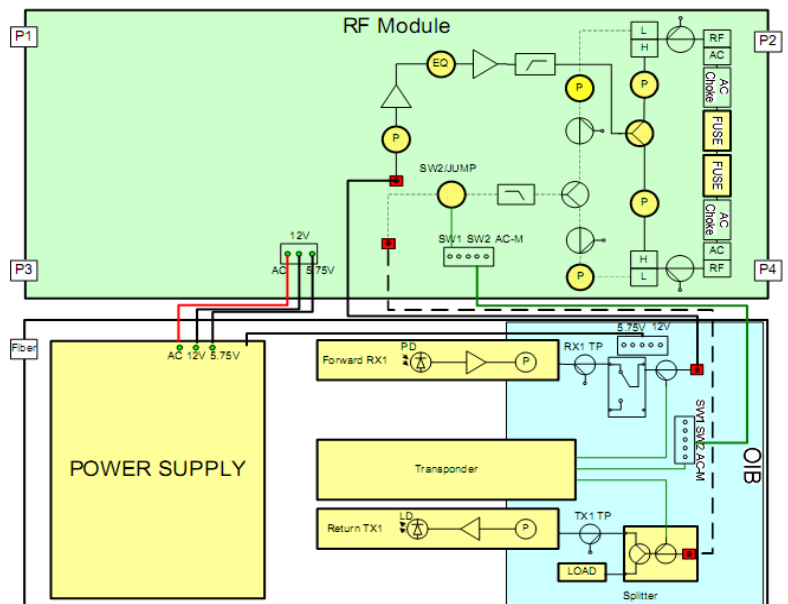 RF Module
P1
P2
L
H
RF
AC
EQ
P
P
P
AC Choke
FUSE
FUSE
P
SW2/JUMP
AC Choke
12V
SW1 SW2 AC-M
AC
5.75V
P3
P4
H
L
P
AC
RF
Fiber
AC 12V 5.75V
POWER SUPPLY
Forward RX1
PD
P
RX1 TP
5.75V 12V
SW1 SW2 AC-M
OIB
Transponder
Return TX1
LD
P
TX1 TP
LOAD
Splitter